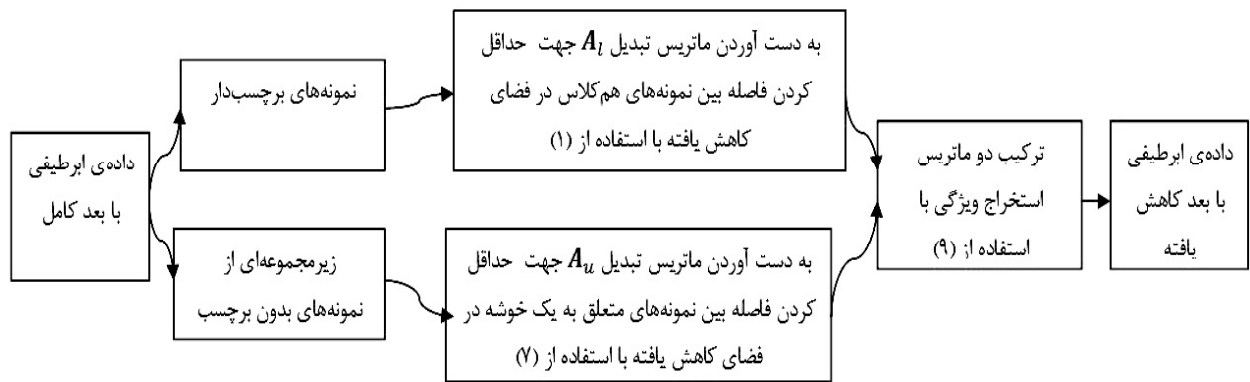 داده‌ی ابرطیفی
با بعد کامل
نمونه‌های برچسب‌دار
به دست آوردن ماتریس تبدیل A_l جهت حداقل
کردن فاصله بین نمونه‌های هم‌کلاس در فضای
کاهش یافته با استفاده از (۱)
زیرمجموعه‌ای از
نمونه‌های بدون برچسب
به دست آوردن ماتریس تبدیل A_u جهت حداقل
کردن فاصله بین نمونه‌های متعلق به یک خوشه در
فضای کاهش یافته با استفاده از (۷)
ترکیب دو ماتریس
استخراج ویژگی با
استفاده از (۹)
داده‌ی ابرطیفی
با بعد کاهش
یافته